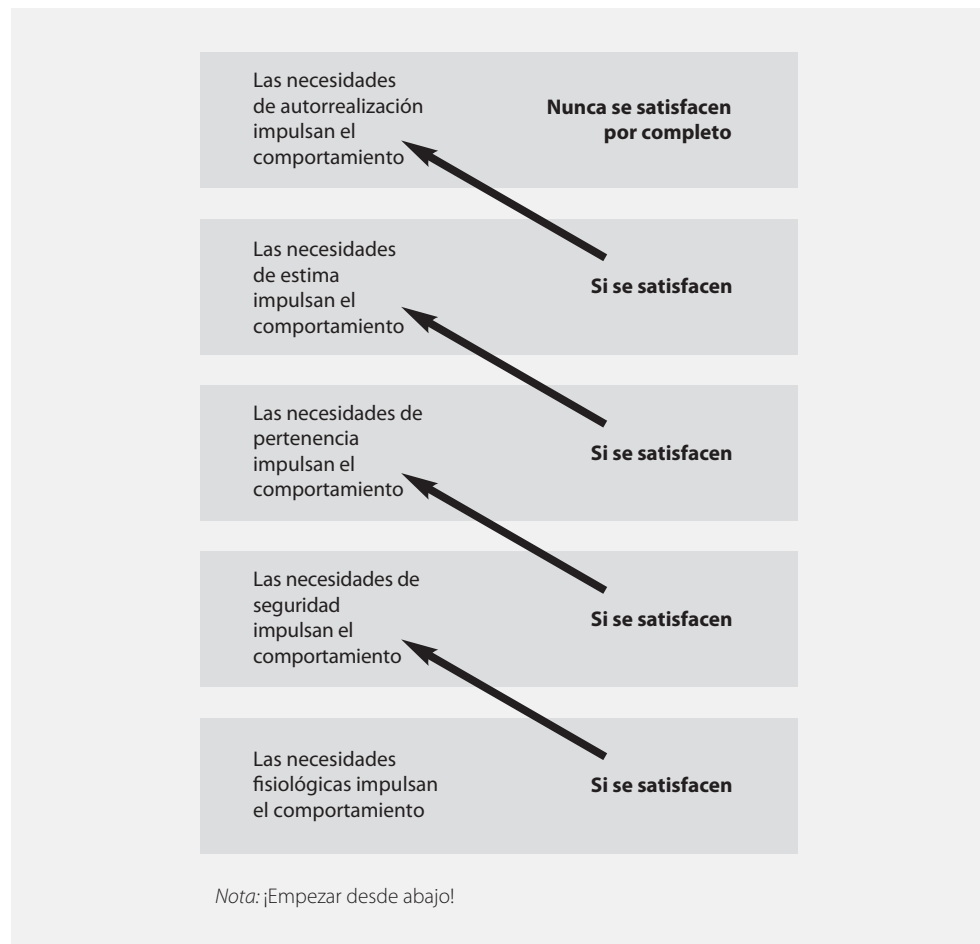 Las necesidades
de autorrealización
impulsan el
comportamiento
Nunca se satisfacen
por completo
Las necesidades
de estima
impulsan el
comportamiento
Si se satisfacen
Las necesidades de
pertenencia
impulsan el
comportamiento
Si se satisfacen
Las necesidades de
seguridad
impulsan el
comportamiento
Si se satisfacen
Las necesidades
fisiológicas impulsan
el comportamiento
Si se satisfacen
Nota: ¡Empezar desde abajo!